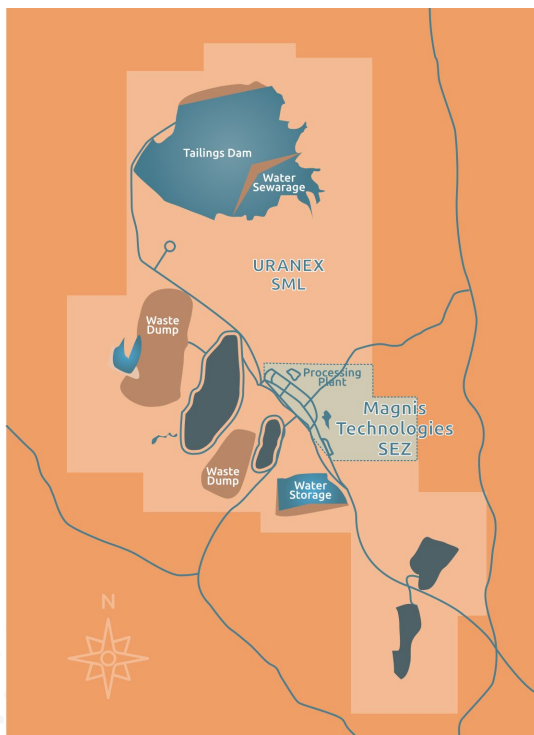 Tailings Dam
Water
Sewarage
URANEX
SML
Waste
Dump
Processing
Plant
Magnis
Technologies
SEZ
Waste
Dump
Water
Storage
N